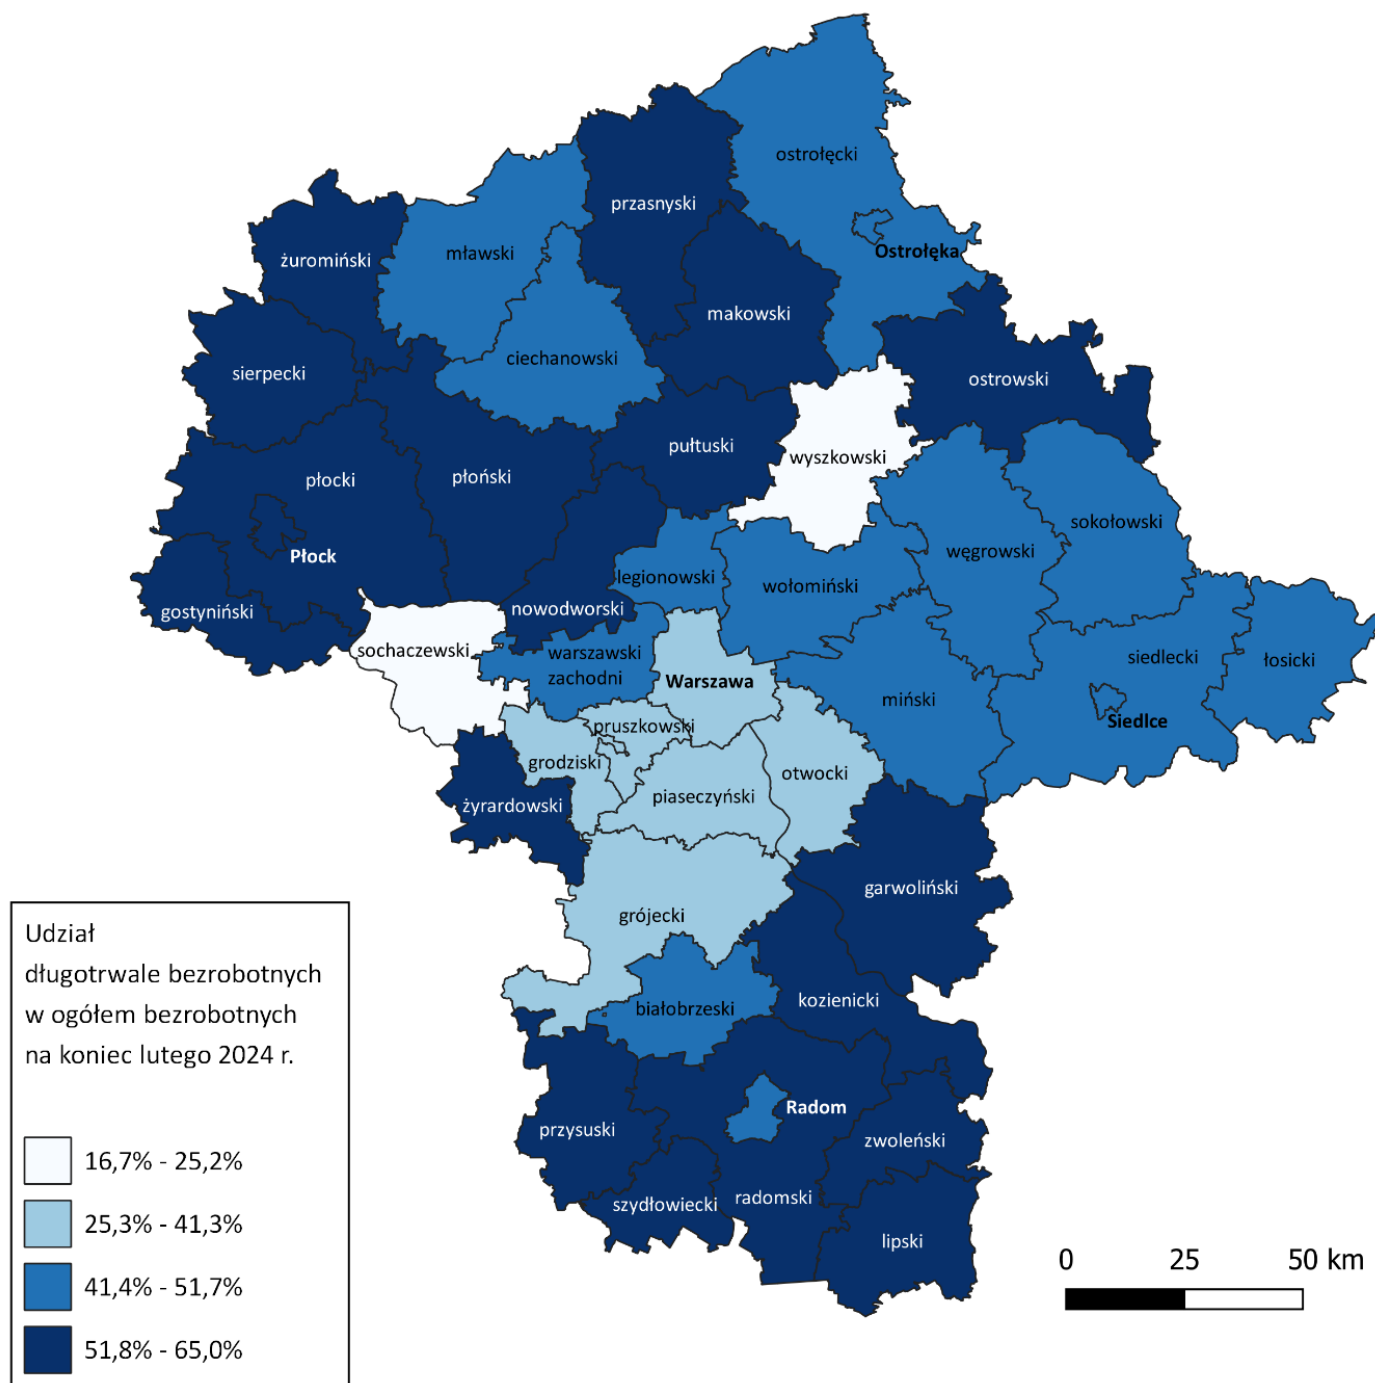 ostrołęcki
przasnyski
Ostrołęka
mławski
żuromiński
makowski
ciechanowski
sierpecki
ostrowski
pułtuski
wyszkowski
płocki
płoński
sokołowski
węgrowski
Płock
legionowski
wołomiński
gostyniński
nowodworski
sochaczewski
warszawski
zachodni
siedlecki
łosicki
Warszawa
miński
Siedlce
pruszkowski
grodziski
otwocki
piaseczyński
żyrardowski
garwoliński
grójecki
kozienicki
białobrzeski
Radom
przysuski
zwoleński
radomski
szydłowiecki
lipski
Udział
długotrwale bezrobotnych
w ogółem bezrobotnych
na koniec lutego 2024 r.
16,7% - 25,2%
25,3% - 41,3%
41,4% - 51,7%
51,8% - 65,0%
0 25 50 km